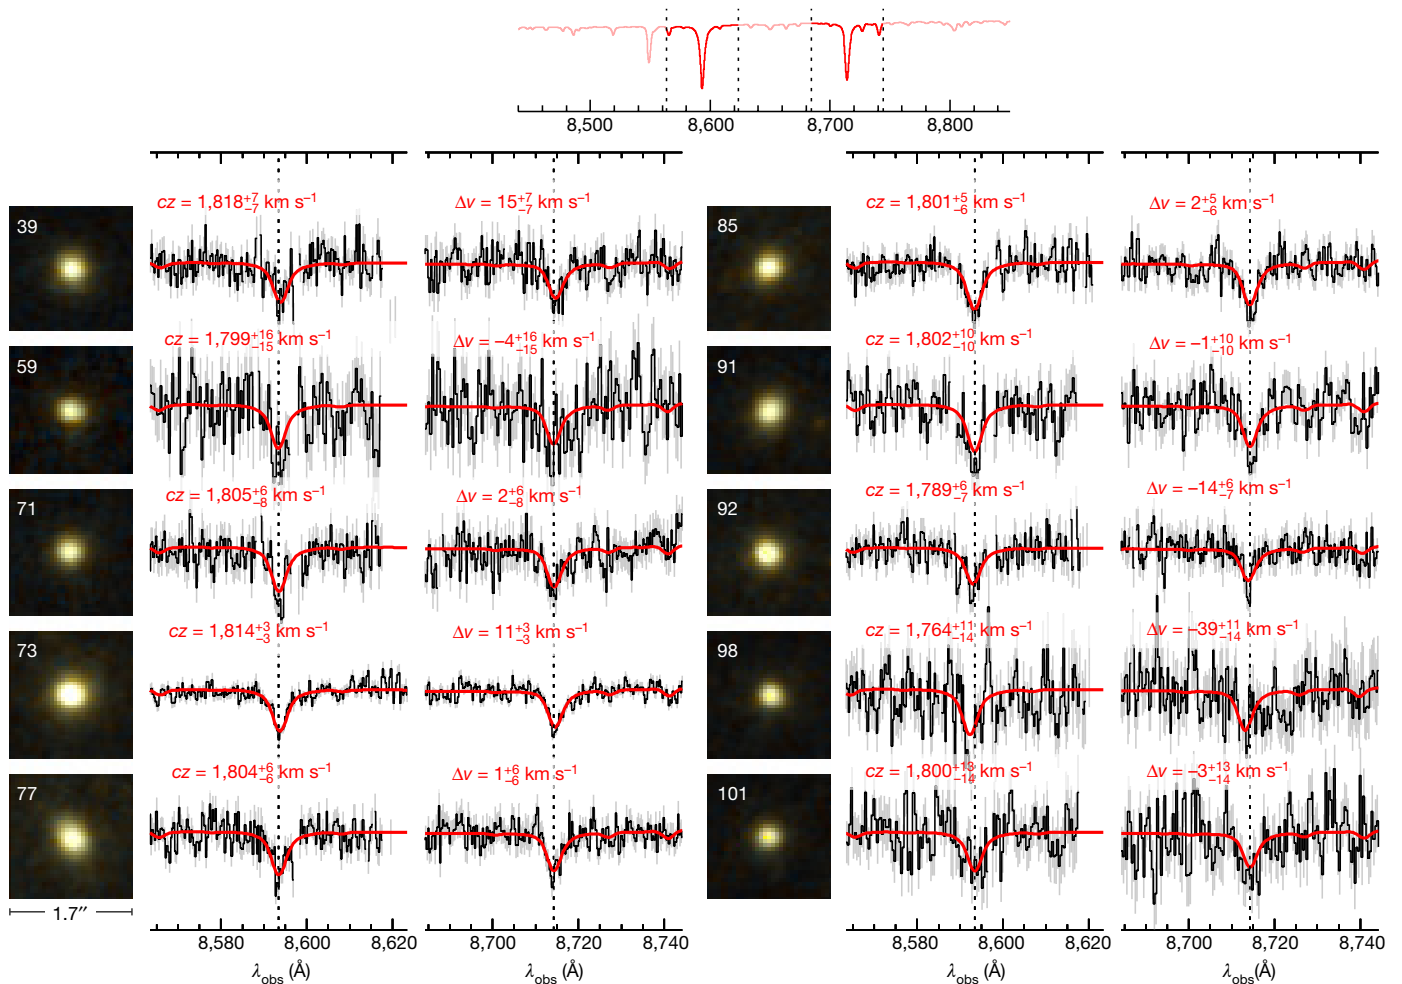 8,500 8,600 8,700 8,800
39
cz = 1,818 +7 −7 km s−1
Δv = 15 +7 −7 km s−1
85
cz = 1,801 +5 −6 km s−1
Δv = 2 +5 −6 km s−1
59
cz = 1,799 +16 −15 km s−1
Δv = −4 +16 −15 km s−1
91
cz = 1,802 +10 −10 km s−1
Δv = −1 +10 −10 km s−1
71
cz = 1,805 +6 −8 km s−1
Δv = 2 +6 −8 km s−1
92
cz = 1,789 +6 −7 km s−1
Δv = −14 +6 −7 km s−1
73
cz = 1,814 +3 −3 km s−1
Δv = 11 +3 −3 km s−1
98
cz = 1,764 +11 −14 km s−1
Δv = −39 +11 −14 km s−1
77
cz = 1,804 +6 −6 km s−1
Δv = 1 +6 −6 km s−1
101
cz = 1,800 +13 −14 km s−1
Δv = −3 +13 −14 km s−1
1.7″
8,580 8,600 8,620
8,700 8,720 8,740
8,580 8,600 8,620
8,700 8,720 8,740
λobs (Å)
λobs (Å)
λobs (Å)
λobs(Å)